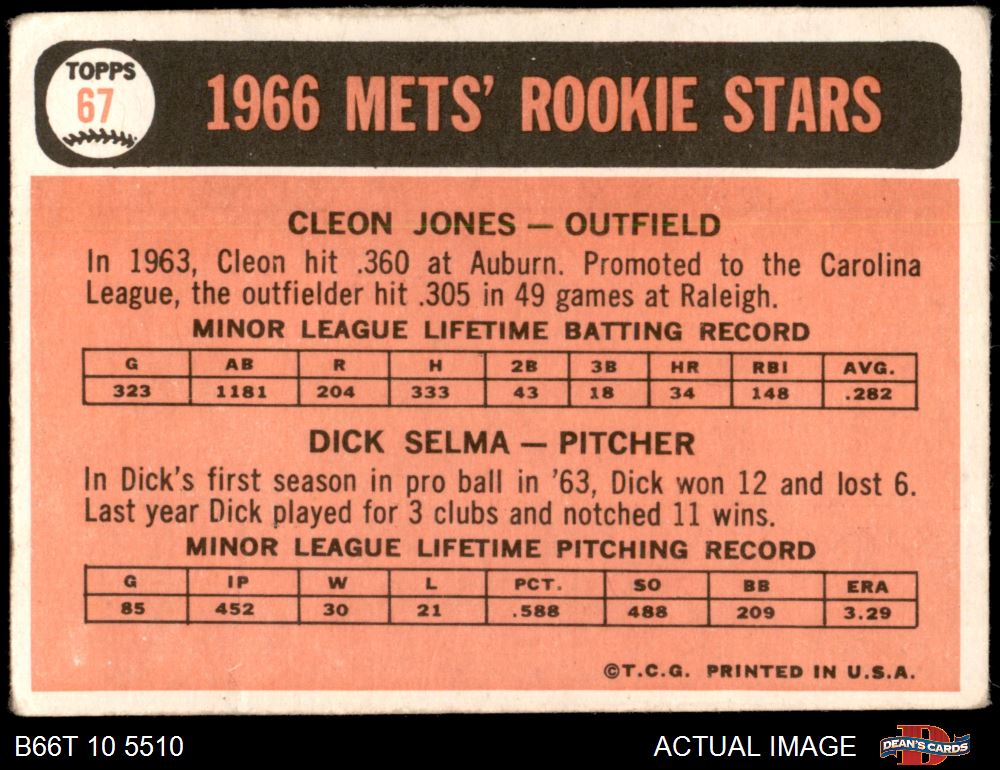 TOPPS
67
1966 METS' ROOKIE STARS
CLEON JONES — OUTFIELD
In 1963, Cleon hit .360 at Auburn. Promoted to the Carolina
League, the outfielder hit .305 in 49 games at Raleigh.
MINOR LEAGUE LIFETIME BATTING RECORD
G AB R H 2B 3B HR RBI AVG.
323 1181 204 333 43 18 34 148 .282
DICK SELMA — PITCHER
In Dick's first season in pro ball in '63, Dick won 12 and lost 6.
Last year Dick played for 3 clubs and notched 11 wins.
MINOR LEAGUE LIFETIME PITCHING RECORD
G IP W L PCT. SO BB ERA
85 452 30 21 .588 488 209 3.29
©T.C.G. PRINTED IN U.S.A.
B66T 10 5510
ACTUAL IMAGE
D
DEAN'S CARDS